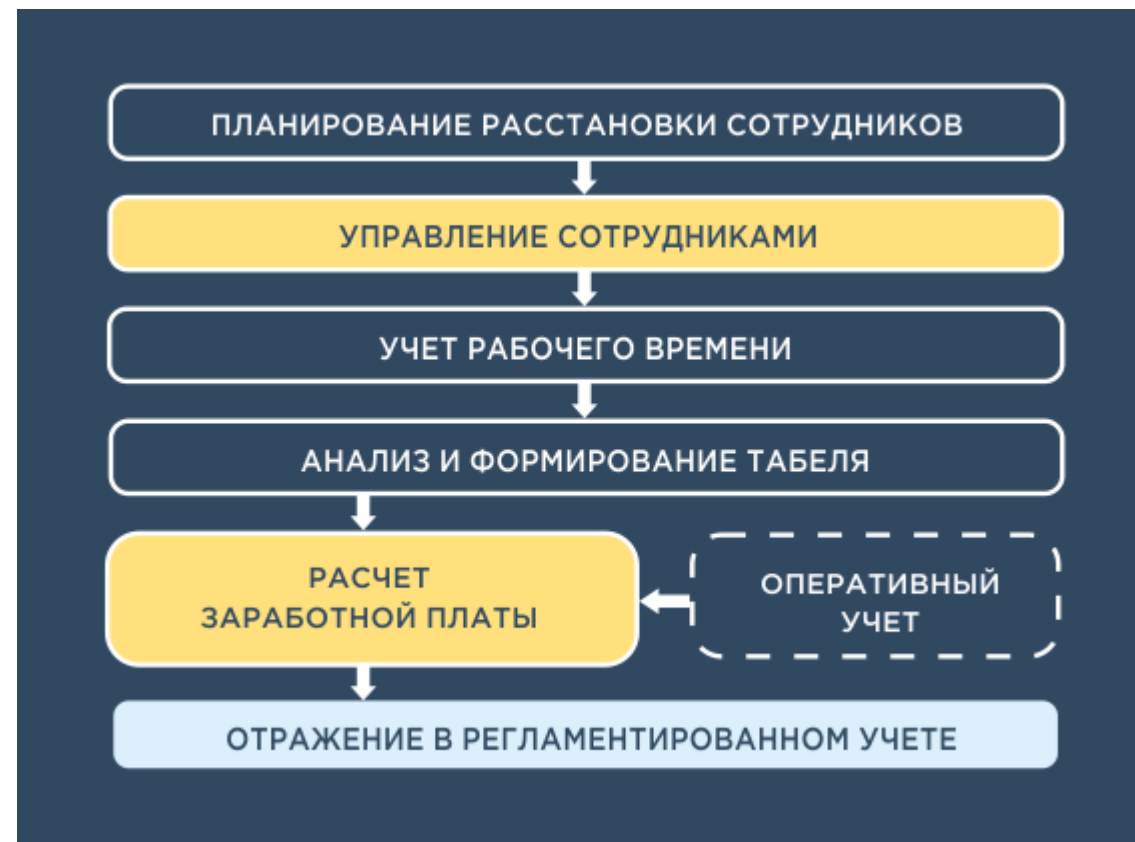 ПЛАНИРОВАНИЕ РАССТАНОВКИ СОТРУДНИКОВ
УПРАВЛЕНИЕ СОТРУДНИКАМИ
УЧЕТ РАБОЧЕГО ВРЕМЕНИ
АНАЛИЗ И ФОРМИРОВАНИЕ ТАБЕЛЯ
РАСЧЕТ
ЗАРАБОТНОЙ ПЛАТЫ
ОПЕРАТИВНЫЙ
УЧЕТ
ОТРАЖЕНИЕ В РЕГЛАМЕНТИРОВАННОМ УЧЕТЕ